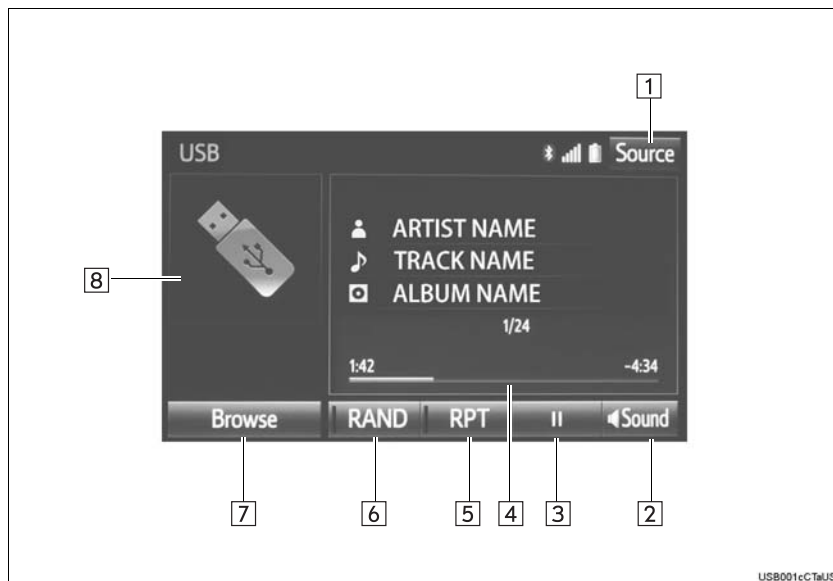 1
USB
Source
ARTIST NAME
TRACK NAME
ALBUM NAME
8
1/24
1:42
-4:34
Browse
RAND
RPT
Sound
7
6
5
4
3
2
USB001cCTaUS